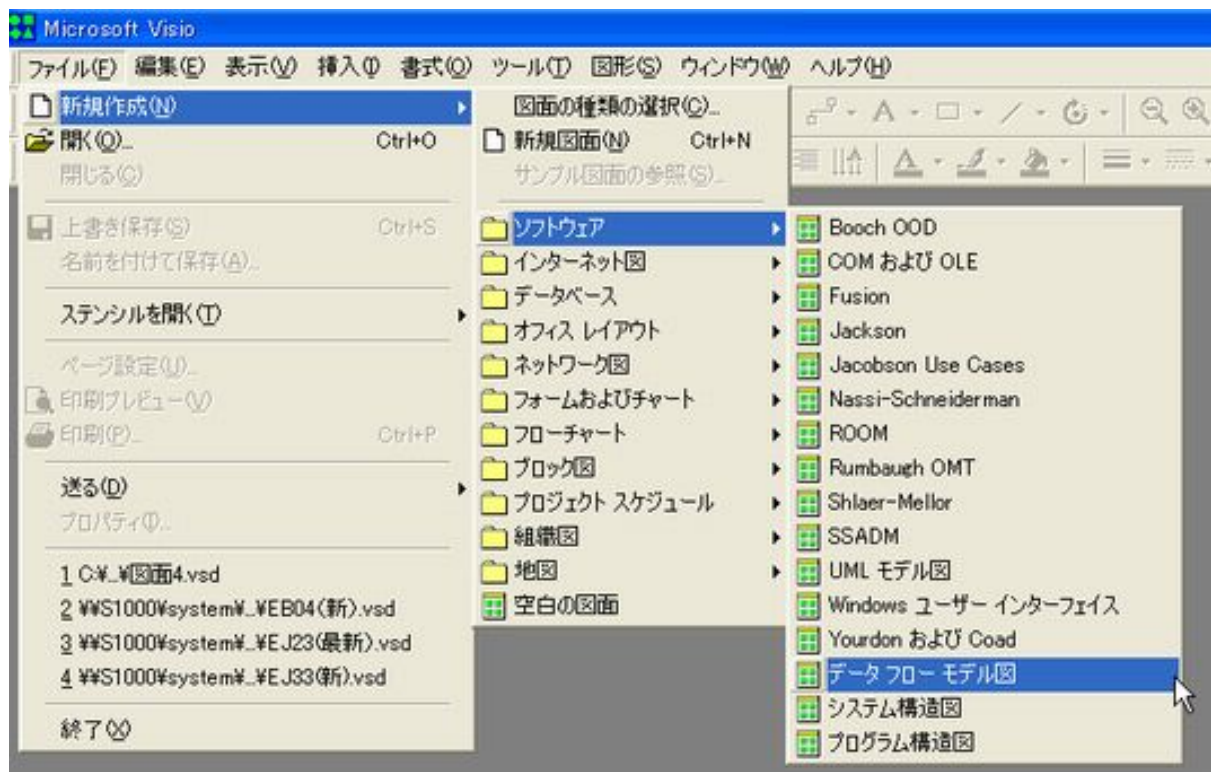 Microsoft Visio
ファイル(F) 編集(E) 表示(V) 挿入(I) 書式(O) ツール(T) 図形(S) ウィンドウ(W) ヘルプ(H)
新規作成(N)
開く(O)... Ctrl+O
閉じる(C)
上書き保存(S) Ctrl+S
名前を付けて保存(A)...
ステンシルを開く(T)
ページ設定(U)...
印刷プレビュー(V)
印刷(P)... Ctrl+P
送る(D)
プロパティ(I)...
1 C:¥...¥図面4.vsd
2 ¥¥S1000¥system¥...¥EB04(新).vsd
3 ¥¥S1000¥system¥...¥EJ23(最新).vsd
4 ¥¥S1000¥system¥...¥EJ33(新).vsd
終了(X)
図面の種類の選択(C)...
新規図面(N) Ctrl+N
サンプル図面の参照(S)...
ソフトウェア
インターネット図
データベース
オフィス レイアウト
ネットワーク図
フォームおよびチャート
フローチャート
ブロック図
プロジェクト スケジュール
組織図
地図
空白の図面
Booch OOD
COM および OLE
Fusion
Jackson
Jacobson Use Cases
Nassi-Schneiderman
ROOM
Rumbaugh OMT
Shlaer-Mellor
SSADM
UML モデル図
Windows ユーザー インターフェイス
Yourdon および Coad
データ フロー モデル図
システム構造図
プログラム構造図